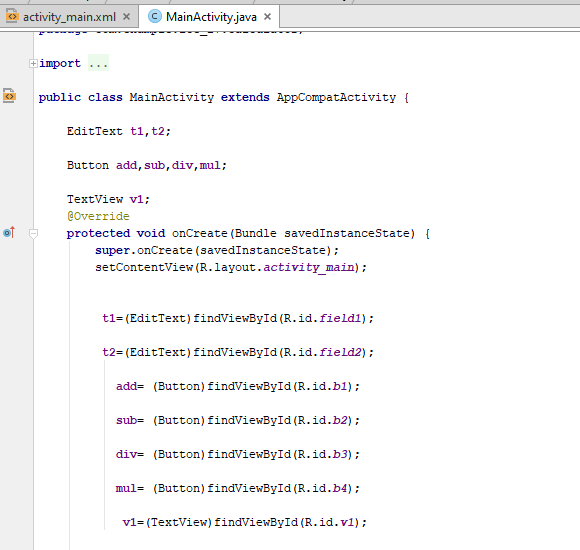 activity_main.xml × MainActivity.java ×
import ...
public class MainActivity extends AppCompatActivity {
EditText t1,t2;
Button add,sub,div,mul;
TextView v1;
@Override
protected void onCreate(Bundle savedInstanceState) {
super.onCreate(savedInstanceState);
setContentView(R.layout.activity_main);
t1=(EditText)findViewById(R.id.field1);
t2=(EditText)findViewById(R.id.field2);
add= (Button)findViewById(R.id.b1);
sub= (Button)findViewById(R.id.b2);
div= (Button)findViewById(R.id.b3);
mul= (Button)findViewById(R.id.b4);
v1=(TextView)findViewById(R.id.v1);